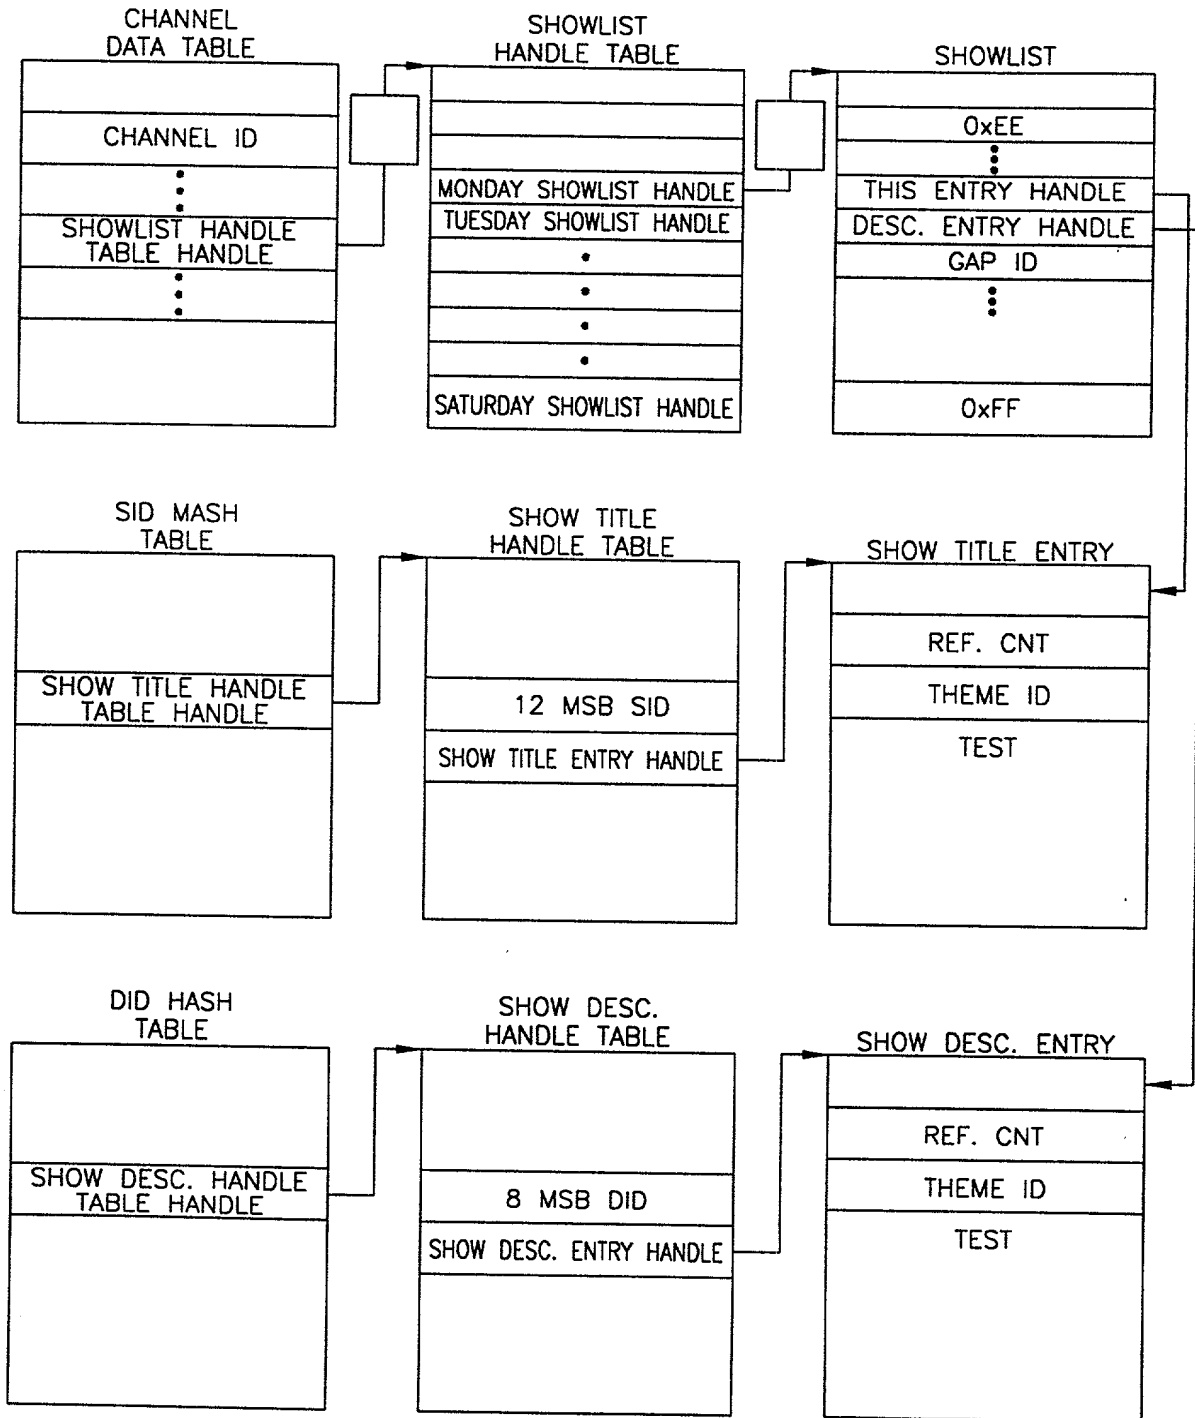 CHANNEL
DATA TABLE
CHANNEL ID
SHOWLIST HANDLE
TABLE HANDLE
SHOWLIST
HANDLE TABLE
MONDAY SHOWLIST HANDLE
TUESDAY SHOWLIST HANDLE
SATURDAY SHOWLIST HANDLE
SHOWLIST
0xEE
THIS ENTRY HANDLE
DESC. ENTRY HANDLE
GAP ID
0xFF
SID MASH
TABLE
SHOW TITLE HANDLE
TABLE HANDLE
SHOW TITLE
HANDLE TABLE
12 MSB SID
SHOW TITLE ENTRY HANDLE
SHOW TITLE ENTRY
REF. CNT
THEME ID
TEST
DID HASH
TABLE
SHOW DESC. HANDLE
TABLE HANDLE
SHOW DESC.
HANDLE TABLE
8 MSB DID
SHOW DESC. ENTRY HANDLE
SHOW DESC. ENTRY
REF. CNT
THEME ID
TEST